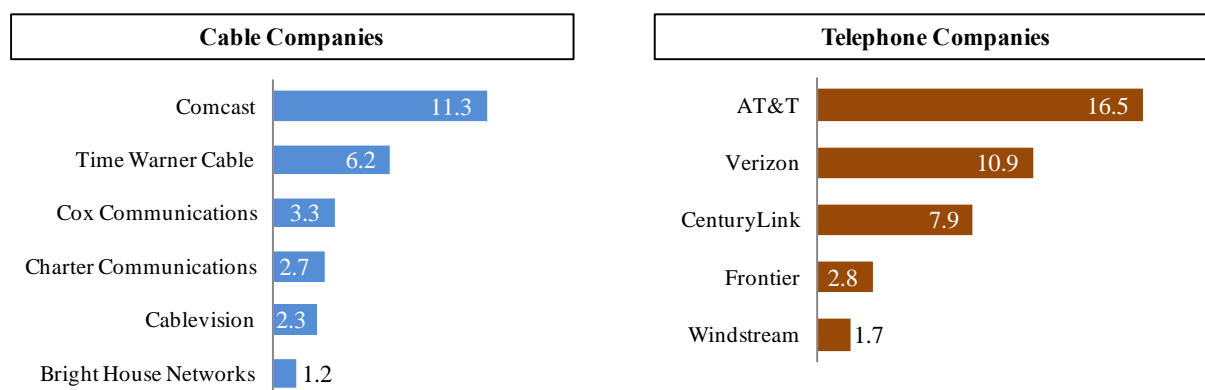 Cable Companies
Comcast 11.3
Time Warner Cable 6.2
Cox Communications 3.3
Charter Communications 2.7
Cablevision 2.3
Bright House Networks 1.2
Telephone Companies
AT&T 16.5
Verizon 10.9
CenturyLink 7.9
Frontier 2.8
Windstream 1.7